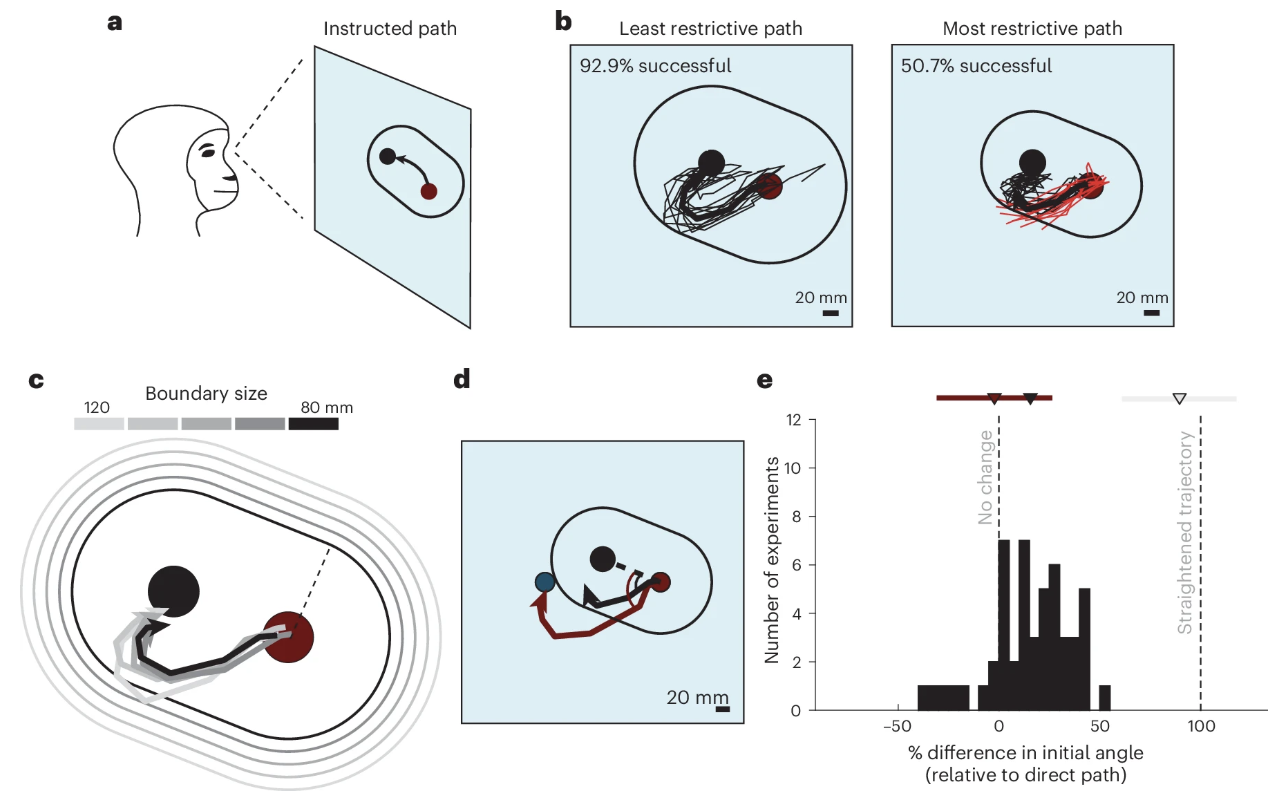 a
Instructed path
b
Least restrictive path
92.9% successful
20 mm
Most restrictive path
50.7% successful
20 mm
c
Boundary size
120
80 mm
d
20 mm
e
No change
Straightened trajectory
Number of experiments
12
10
8
6
4
2
0
−50
0
50
100
% difference in initial angle
(relative to direct path)